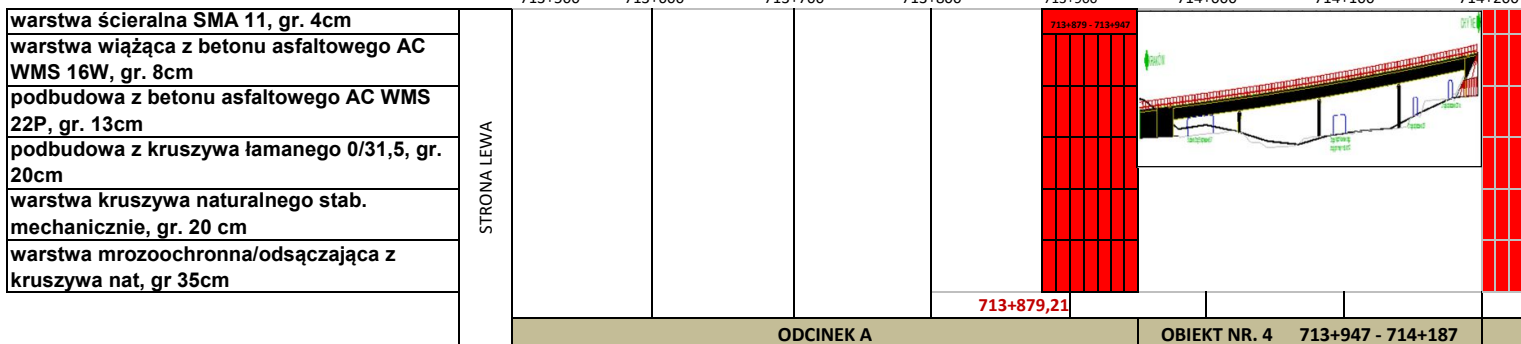 warstwa ścieralna SMA 11, gr. 4cm
warstwa wiążąca z betonu asfaltowego AC
WMS 16W, gr. 8cm
podbudowa z betonu asfaltowego AC WMS
22P, gr. 13cm
podbudowa z kruszywa łamanego 0/31,5, gr.
20cm
warstwa kruszywa naturalnego stab.
mechanicznie, gr. 20 cm
warstwa mrozoochronna/odsączająca z
kruszywa nat, gr 35cm
STRONA LEWA
713+879 - 713+947
713+879,21
ODCINEK A
OBIEKT NR. 4 713+947 - 714+187